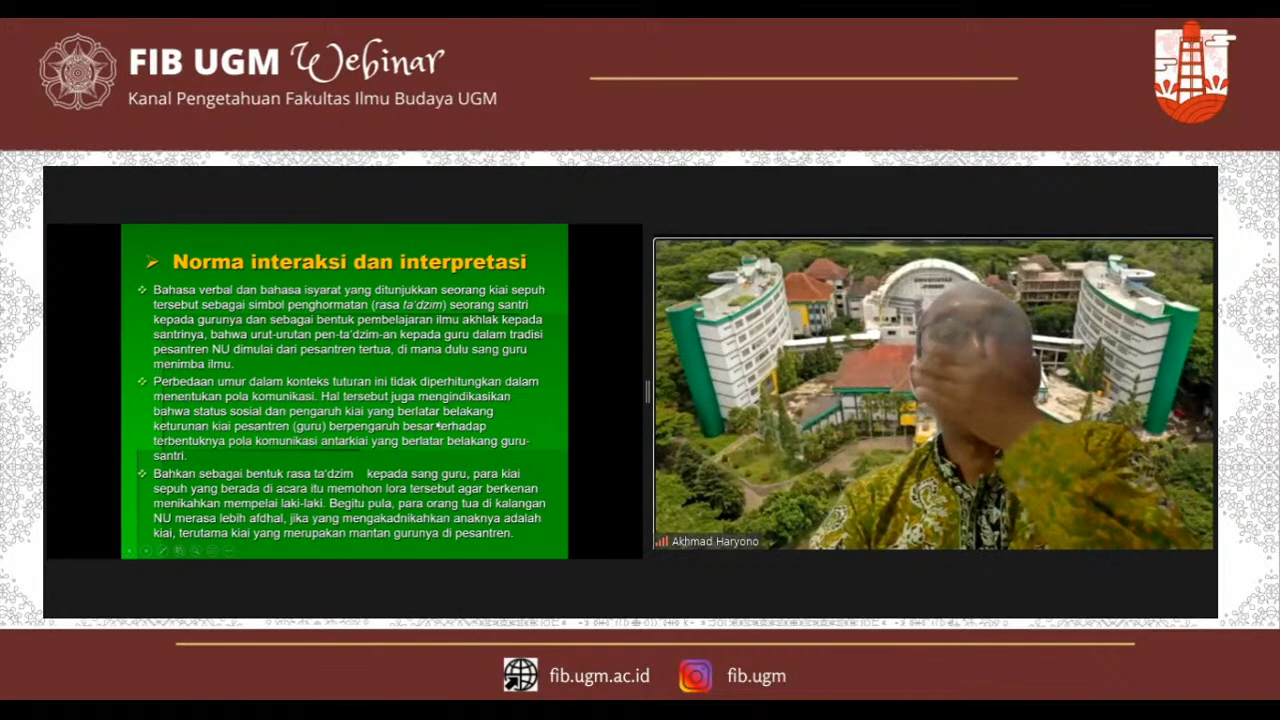 FIB UGM Webinar
Kanal Pengetahuan Fakultas Ilmu Budaya UGM
Norma interaksi dan interpretasi
Bahasa verbal dan bahasa isyarat yang ditunjukkan seorang kiai sepuh
tersebut sebagai simbol penghormatan (rasa ta'dzim) seorang santri
kepada gurunya dan sebagai bentuk pembelajaran ilmu akhlak kepada
santrinya, bahwa urut-urutan pen-ta'dzim-an kepada guru dalam tradisi
pesantren NU dimulai dari pesantren tertua, di mana dulu sang guru
menimba ilmu.
Perbedaan umur dalam konteks tuturan ini tidak diperhitungkan dalam
menentukan pola komunikasi. Hal tersebut juga mengindikasikan
bahwa status sosial dan pengaruh kiai yang berlatar belakang
keturunan kiai pesantren (guru) berpengaruh besar terhadap
terbentuknya pola komunikasi antarkiai yang berlatar belakang guru-
santri.
Bahkan sebagai bentuk rasa ta'dzim kepada sang guru, para kiai
sepuh yang berada di acara itu memohon lora tersebut agar berkenan
menikahkan mempelai laki-laki. Begitu pula, para orang tua di kalangan
NU merasa lebih afdhal, jika yang mengakadnikahkan anaknya adalah
kiai, terutama kiai yang merupakan mantan gurunya di pesantren.
Akhmad Haryono
fib.ugm.ac.id
fib.ugm